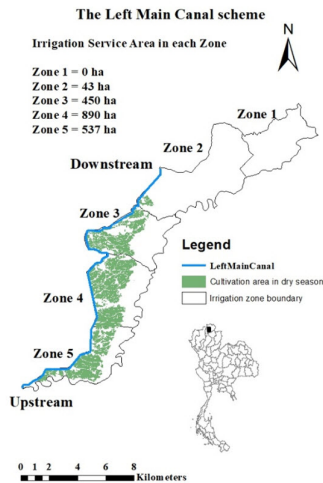 The Left Main Canal scheme
Irrigation Service Area in each Zone
Zone 1 = 0 ha
Zone 2 = 43 ha
Zone 3 = 450 ha
Zone 4 = 890 ha
Zone 5 = 537 ha
N
Zone 1
Zone 2
Downstream
Zone 3
Legend
LeftMainCanal
Cultivation area in dry season
Irrigation zone boundary
Zone 4
Zone 5
Upstream
0 1 2 4 6 8
Kilometers